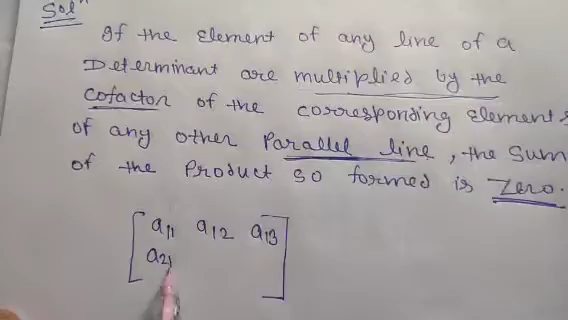 Solⁿ
If the element of any line of a
Determinant are multiplied by the
cofactor of the corresponding elements
of any other Parallel line, the sum
of the Product so formed is Zero.
a11 a12 a13
a21